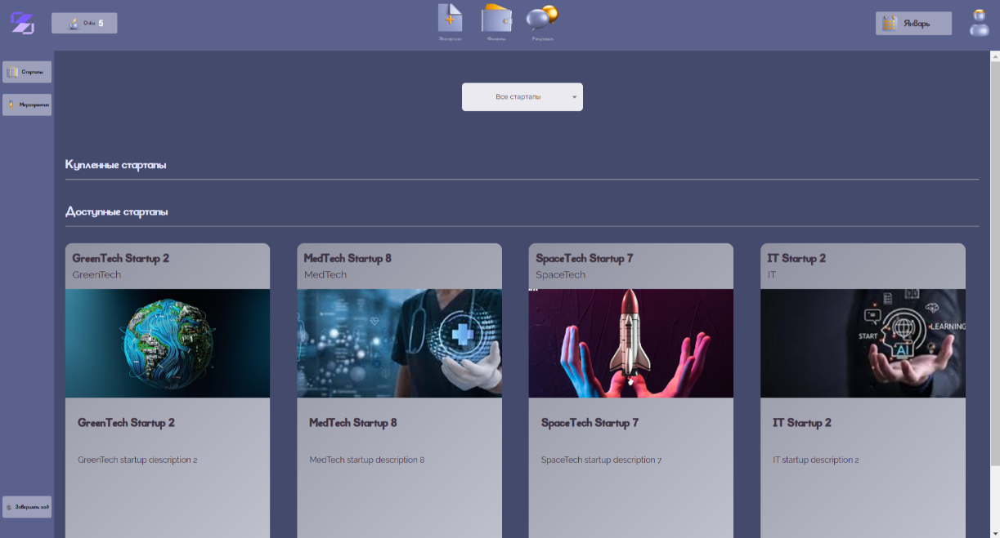 Очки 5
Экспертиза
Финансы
Репутация
Январь
Стартапы
Мероприятия
Все стартапы
Купленные стартапы
Доступные стартапы
GreenTech Startup 2
GreenTech
MedTech Startup 8
MedTech
SpaceTech Startup 7
SpaceTech
IT Startup 2
IT
START
LEARNING
AI
GreenTech Startup 2
GreenTech startup description 2
MedTech Startup 8
MedTech startup description 8
SpaceTech Startup 7
SpaceTech startup description 7
IT Startup 2
IT startup description 2
Завершить ход